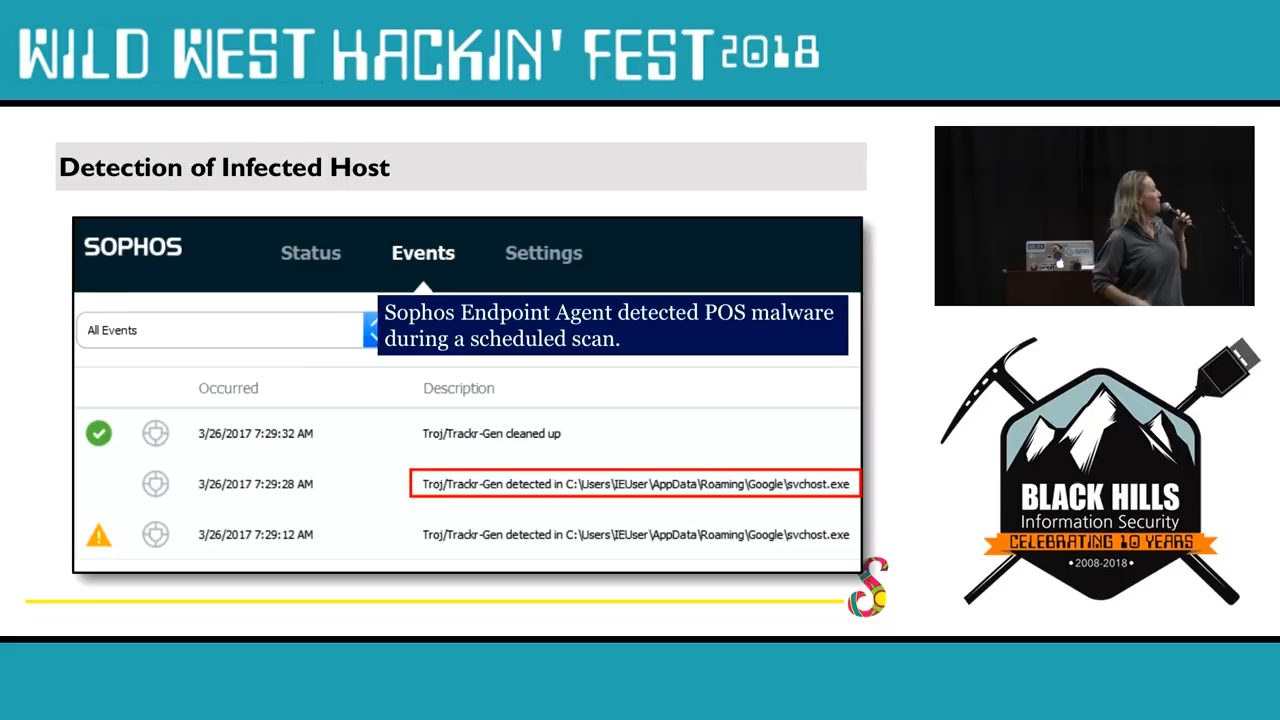 WILD WEST HACKIN' FEST 2018
Detection of Infected Host
SOPHOS
Status
Events
Settings
All Events
Sophos Endpoint Agent detected POS malware
during a scheduled scan.
Occurred
Description
3/26/2017 7:29:32 AM
Troj/Trackr-Gen cleaned up
3/26/2017 7:29:28 AM
Troj/Trackr-Gen detected in C:\Users\IEUser\AppData\Roaming\Google\svchost.exe
3/26/2017 7:29:12 AM
Troj/Trackr-Gen detected in C:\Users\IEUser\AppData\Roaming\Google\svchost.exe
BLACK HILLS
Information Security
CELEBRATING 10 YEARS
•2008-2018•